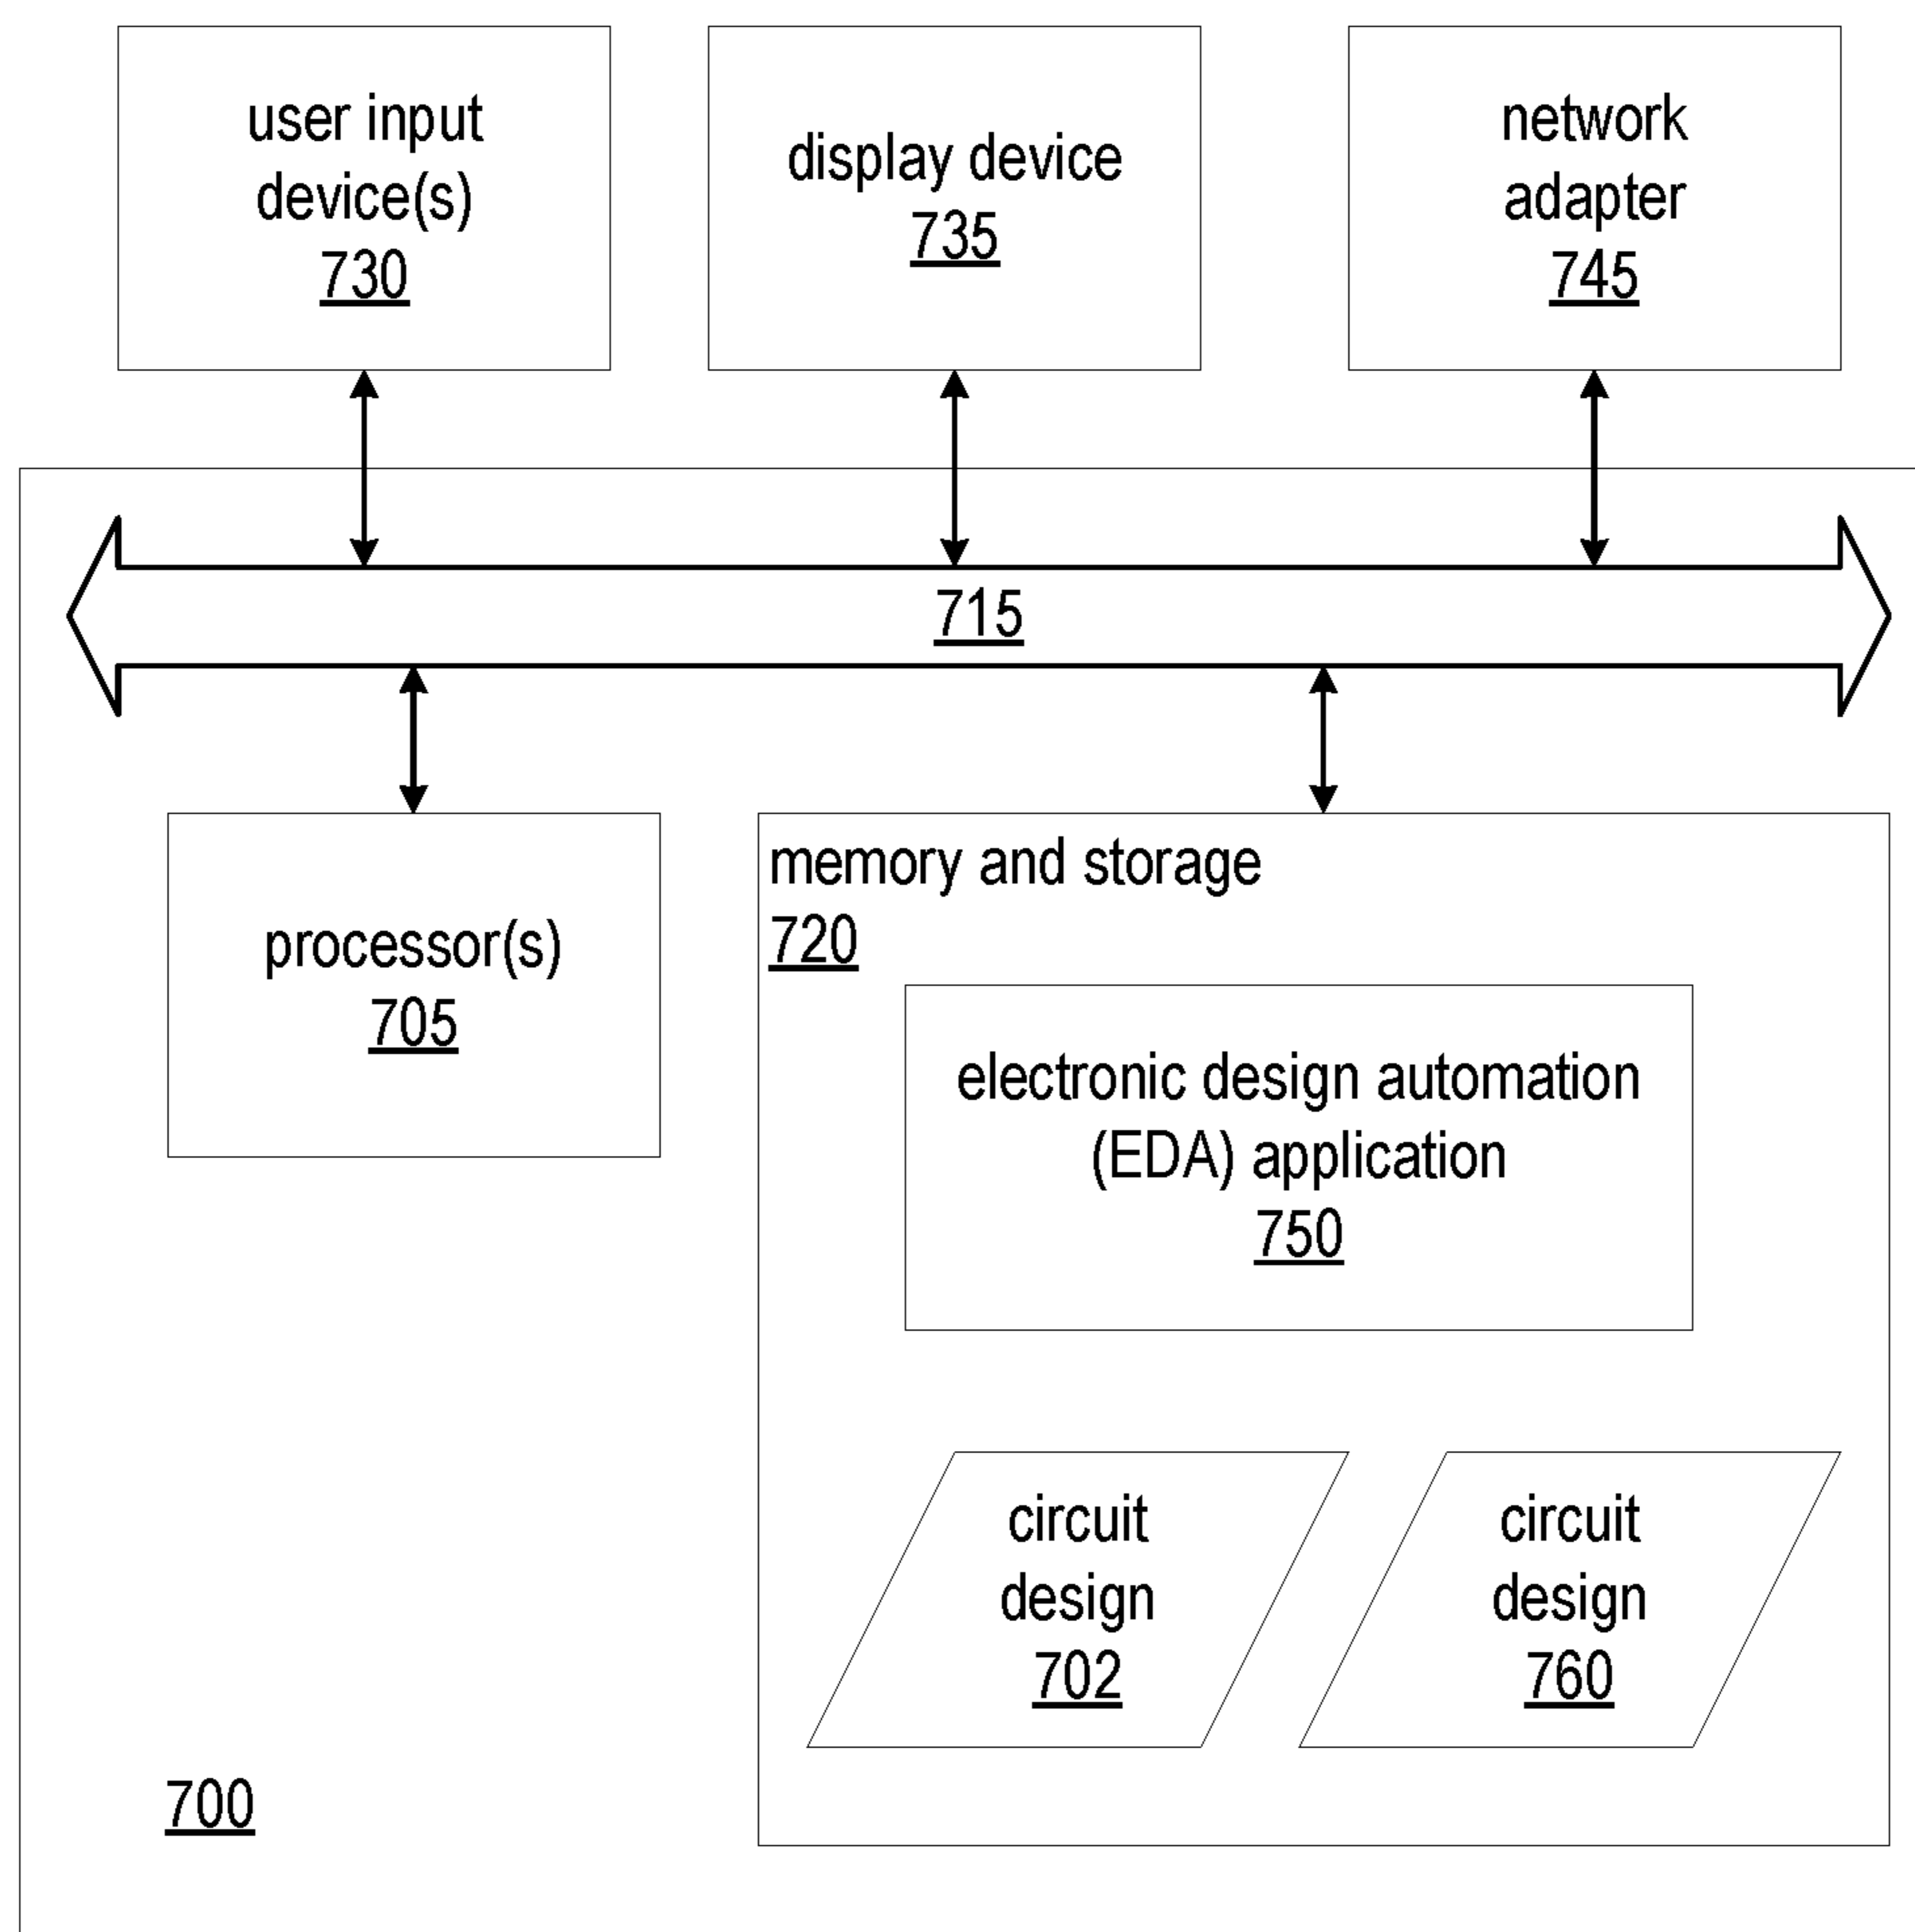 user input
device(s)
730
display device
735
network
adapter
745
715
processor(s)
705
memory and storage
720
electronic design automation
(EDA) application
750
circuit
design
702
circuit
design
760
700